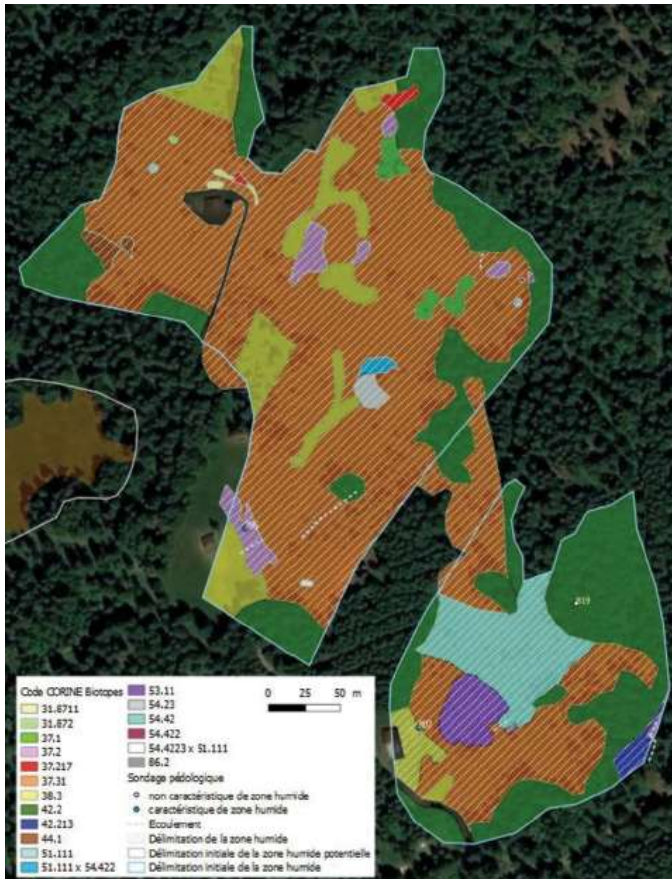 819
Code CORINE Biotopes
31.8711
31.872
37.1
37.2
37.217
37.31
38.3
42.2
42.213
44.1
51.111
51.111 x 54.422
53.11
54.23
54.42
54.422
54.4223 x 51.111
86.2
0 25 50 m
Sondage pédologique
non caractéristique de zone humide
caractéristique de zone humide
Ecoulement
Délimitation de la zone humide
Délimitation initiale de la zone humide potentielle
Délimitation initiale de la zone humide